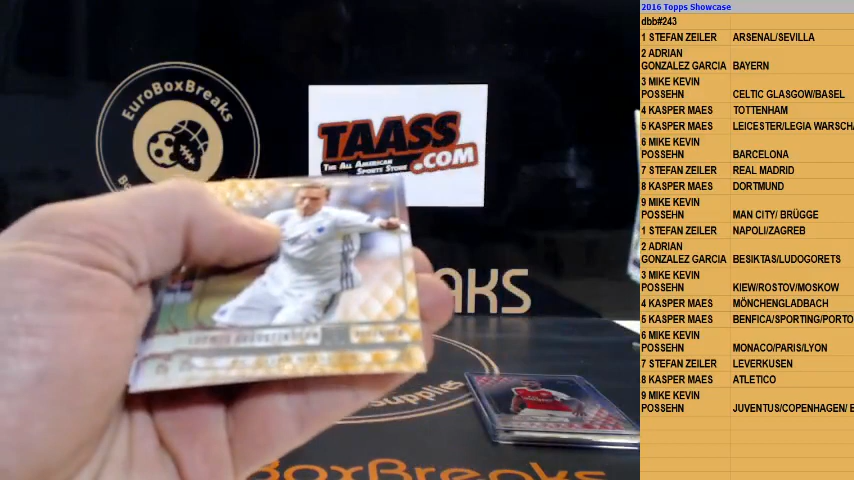 EuroBoxBreaks
TAASS
.COM
THE ALL AMERICAN
SPORTS STORE
LUDWIG AUGUSTINSSON
AKS
Supplies
BoxBreaks
2016 Topps Showcase
dbb#243
1 STEFAN ZEILER ARSENAL/SEVILLA
2 ADRIAN
GONZALEZ GARCIA BAYERN
3 MIKE KEVIN
POSSEHN CELTIC GLASGOW/BASEL
4 KASPER MAES TOTTENHAM
5 KASPER MAES LEICESTER/LEGIA WARSCHA
6 MIKE KEVIN
POSSEHN BARCELONA
7 STEFAN ZEILER REAL MADRID
8 KASPER MAES DORTMUND
9 MIKE KEVIN
POSSEHN MAN CITY/ BRÜGGE
1 STEFAN ZEILER NAPOLI/ZAGREB
2 ADRIAN
GONZALEZ GARCIA BESIKTAS/LUDOGORETS
3 MIKE KEVIN
POSSEHN KIEW/ROSTOV/MOSKOW
4 KASPER MAES MÖNCHENGLADBACH
5 KASPER MAES BENFICA/SPORTING/PORTO
6 MIKE KEVIN
POSSEHN MONACO/PARIS/LYON
7 STEFAN ZEILER LEVERKUSEN
8 KASPER MAES ATLETICO
9 MIKE KEVIN
POSSEHN JUVENTUS/COPENHAGEN/ E